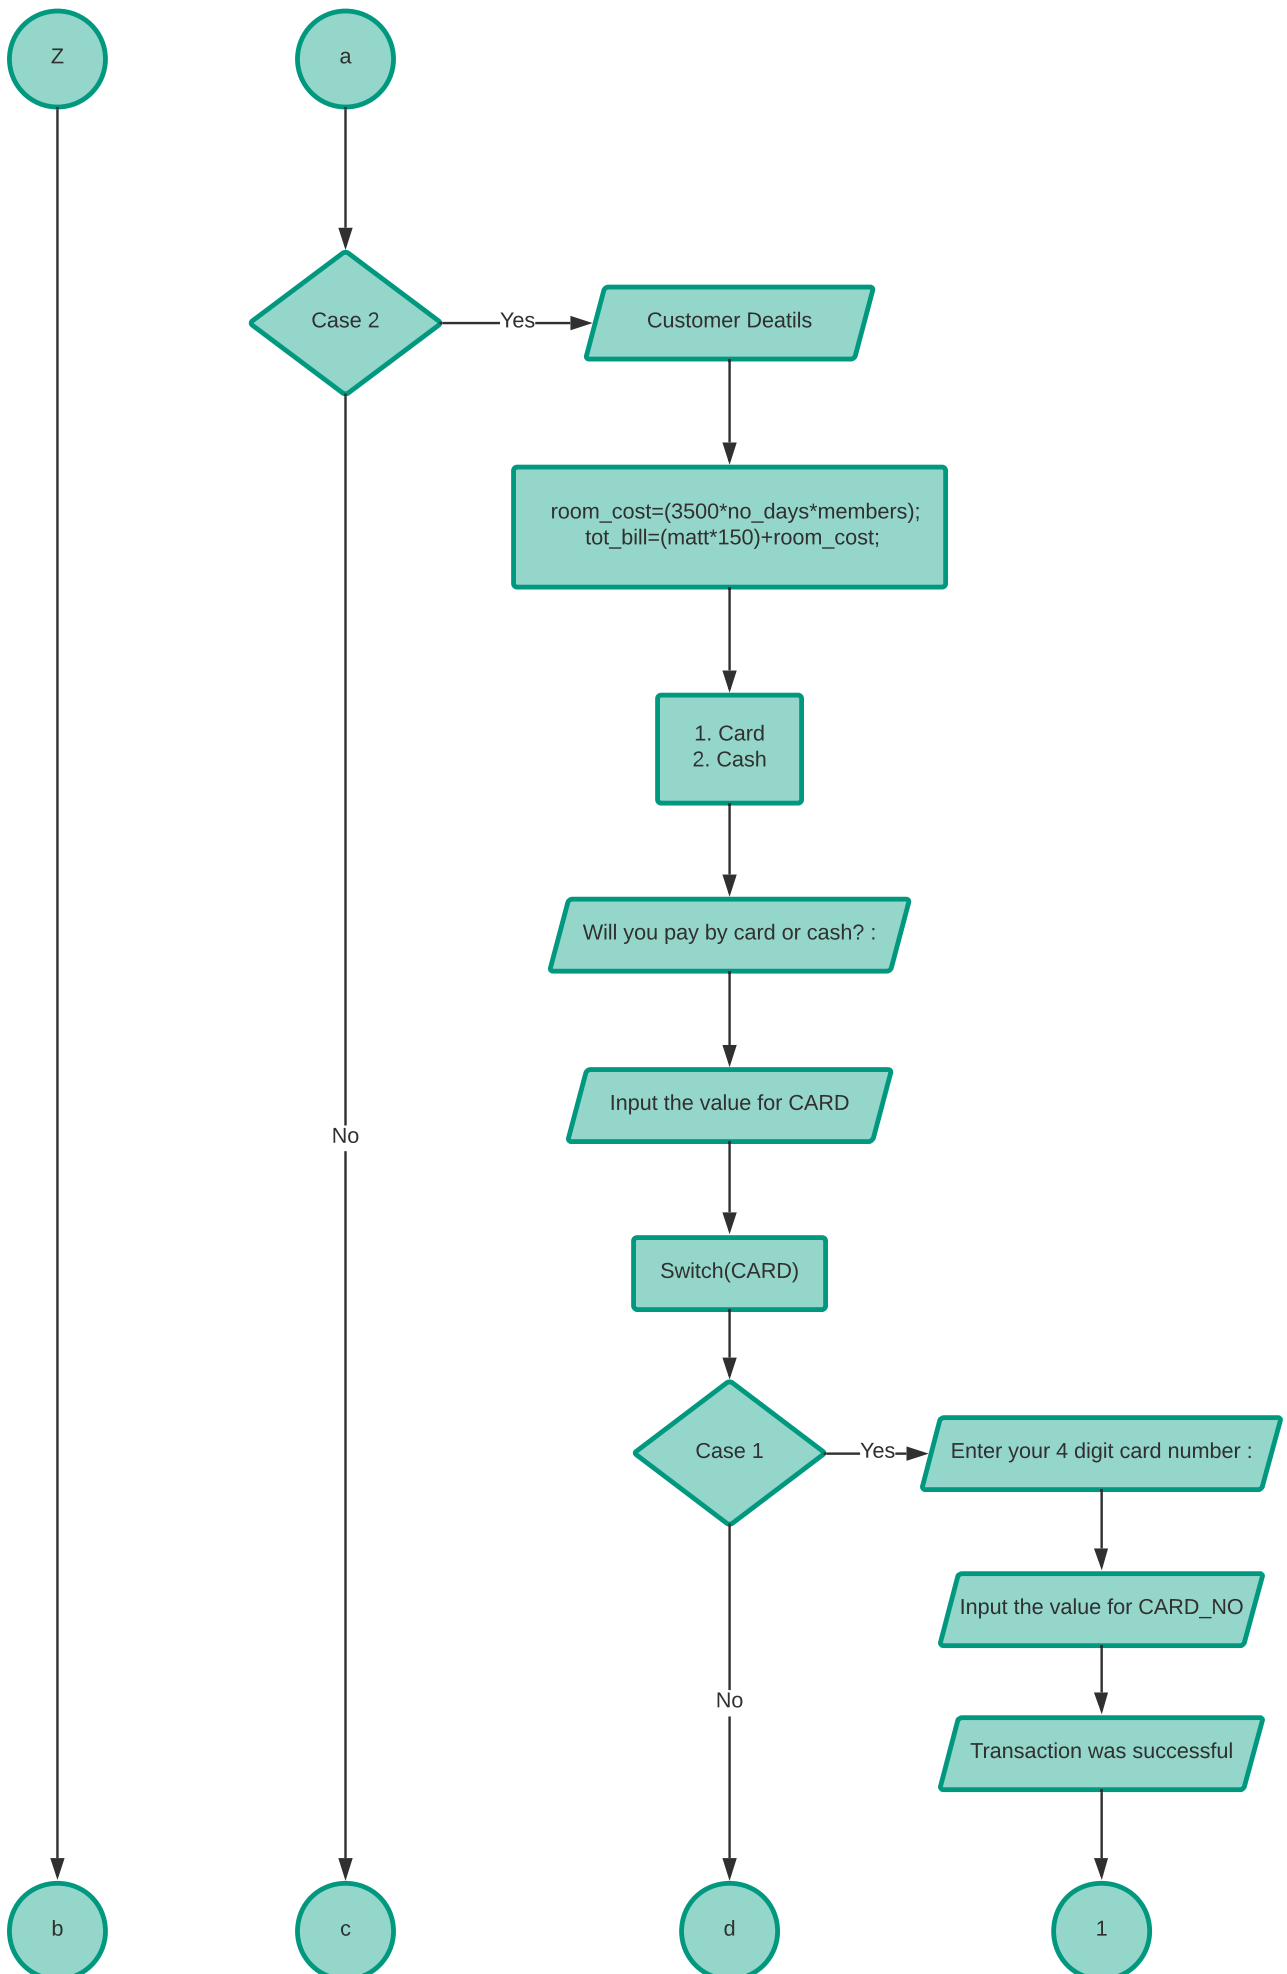 Z
a
Case 2
Yes
Customer Deatils
room_cost=(3500*no_days*members);
tot_bill=(matt*150)+room_cost;
1. Card
2. Cash
Will you pay by card or cash? :
Input the value for CARD
No
Switch(CARD)
Case 1
Yes
Enter your 4 digit card number :
Input the value for CARD_NO
No
Transaction was successful
b
c
d
1